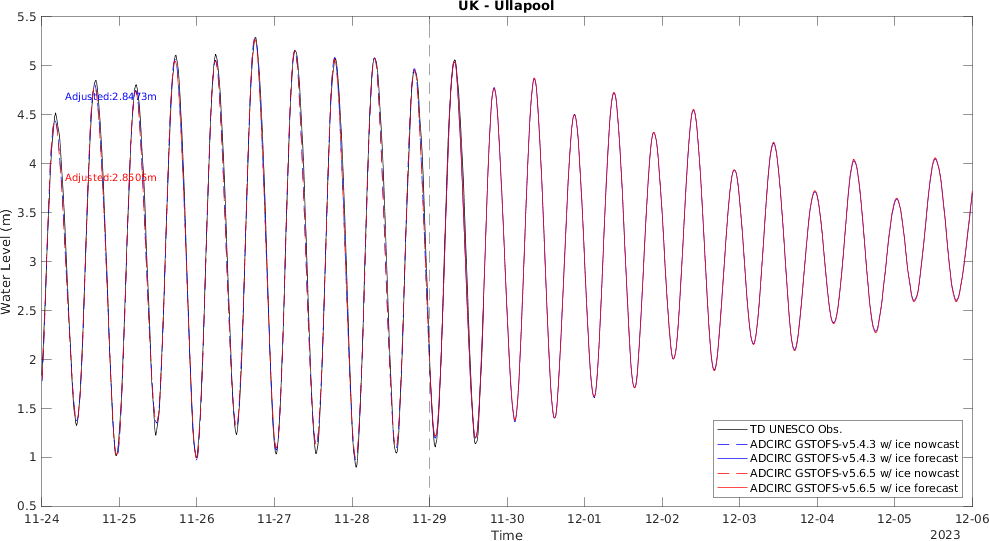 UK - Ullapool
5.5
5
4.5
4
3.5
3
2.5
2
1.5
1
0.5
Water Level (m)
Adjusted:2.8473m
Adjusted:2.8505m
TD UNESCO Obs.
ADCIRC GSTOFS-v5.4.3 w/ ice nowcast
ADCIRC GSTOFS-v5.4.3 w/ ice forecast
ADCIRC GSTOFS-v5.6.5 w/ ice nowcast
ADCIRC GSTOFS-v5.6.5 w/ ice forecast
11-24 11-25 11-26 11-27 11-28 11-29 11-30 12-01 12-02 12-03 12-04 12-05 12-06
Time
2023